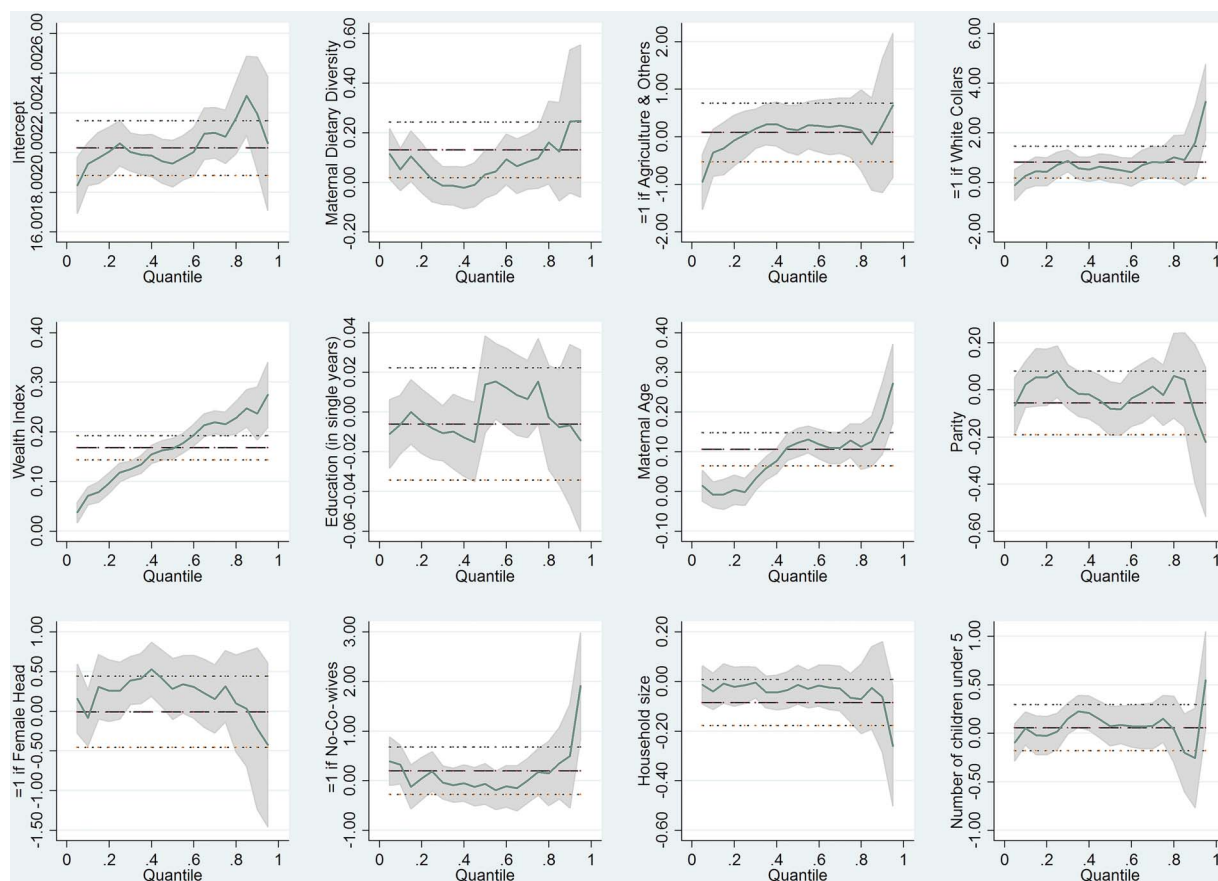 Intercept
16.0018.0020.0022.0024.0026.00
0 .2 .4 .6 .8 1
Quantile
Maternal Dietary Diversity
-0.20 0.00 0.20 0.40 0.60
0 .2 .4 .6 .8 1
Quantile
=1 if Agriculture & Others
-2.00 -1.00 0.00 1.00 2.00
0 .2 .4 .6 .8 1
Quantile
=1 if White Collars
-2.00 0.00 2.00 4.00 6.00
0 .2 .4 .6 .8 1
Quantile
Wealth Index
0.00 0.10 0.20 0.30 0.40
0 .2 .4 .6 .8 1
Quantile
Education (in single years)
-0.06 -0.04 -0.02 0.00 0.02 0.04
0 .2 .4 .6 .8 1
Quantile
Maternal Age
-0.10 0.00 0.10 0.20 0.30 0.40
0 .2 .4 .6 .8 1
Quantile
Parity
-0.60 -0.40 -0.20 0.00 0.20
0 .2 .4 .6 .8 1
Quantile
=1 if Female Head
-1.50 -1.00 -0.50 0.00 0.50 1.00
0 .2 .4 .6 .8 1
Quantile
=1 if No-Co-wives
-1.00 0.00 1.00 2.00 3.00
0 .2 .4 .6 .8 1
Quantile
Household size
-0.60 -0.40 -0.20 0.00 0.20
0 .2 .4 .6 .8 1
Quantile
Number of children under 5
-1.00 -0.50 0.00 0.50 1.00
0 .2 .4 .6 .8 1
Quantile